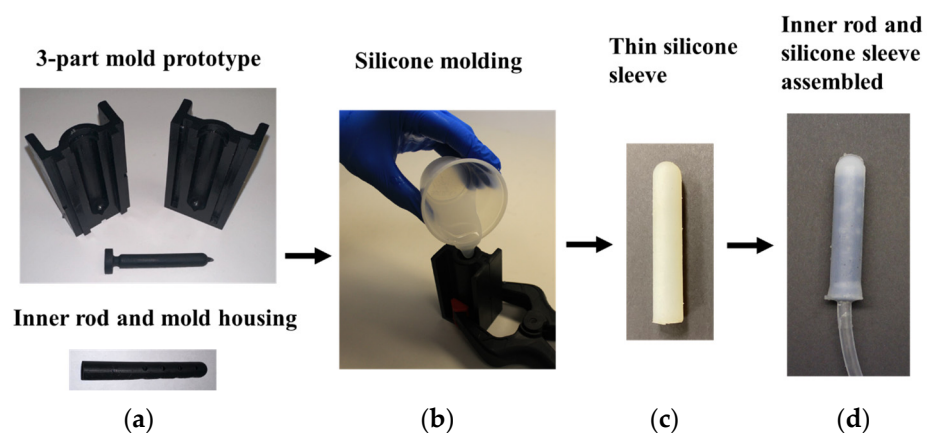 3-part mold prototype
Inner rod and mold housing
(a)
Silicone molding
(b)
Thin silicone
sleeve
(c)
Inner rod and
silicone sleeve
assembled
(d)